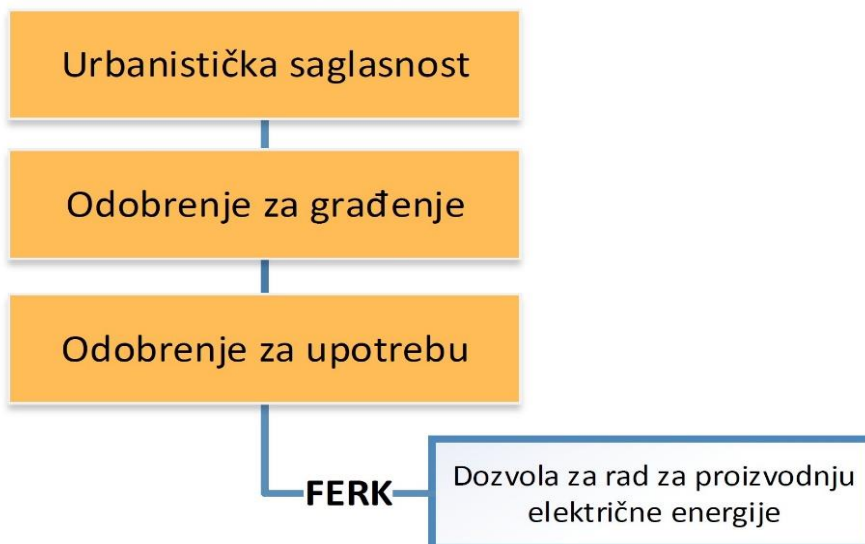 Urbanistička saglasnost
Odobrenje za građenje
Odobrenje za upotrebu
FERK
Dozvola za rad za proizvodnju
električne energije